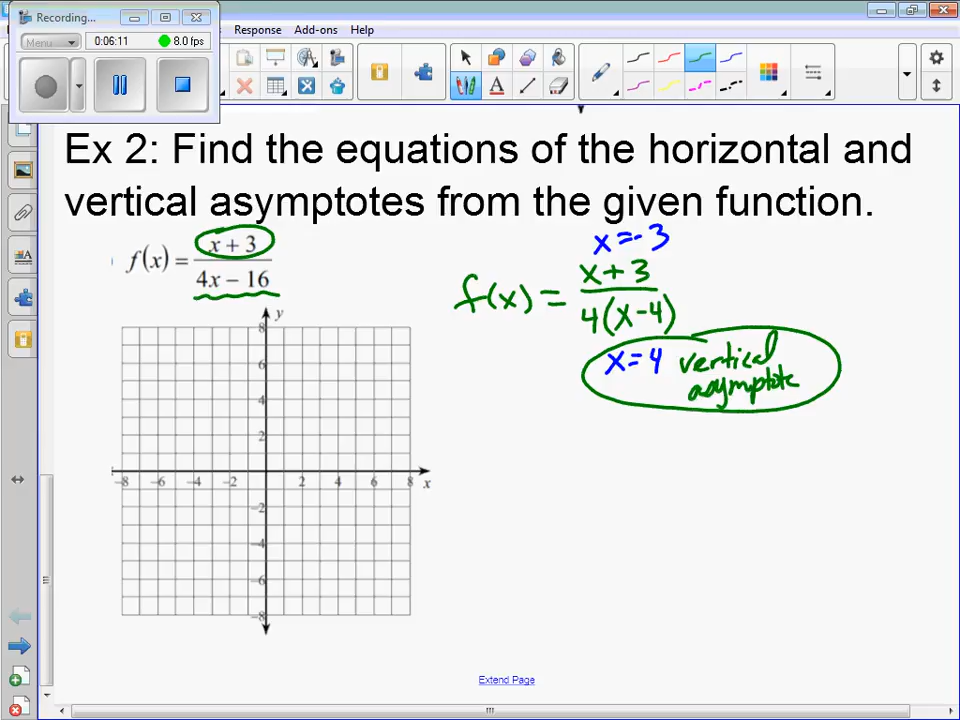 Recording...
Menu
0:06:11
8.0 fps
Response Add-ons Help
Ex 2: Find the equations of the horizontal and
vertical asymptotes from the given function.
f(x) = x + 3
4x − 16
x=-3
f(x) = x+3
4(x-4)
x=4 vertical
asymptote
y
8
6
4
2
-8 -6 -4 -2 2 4 6 8 x
-2
-4
-6
-8
Extend Page